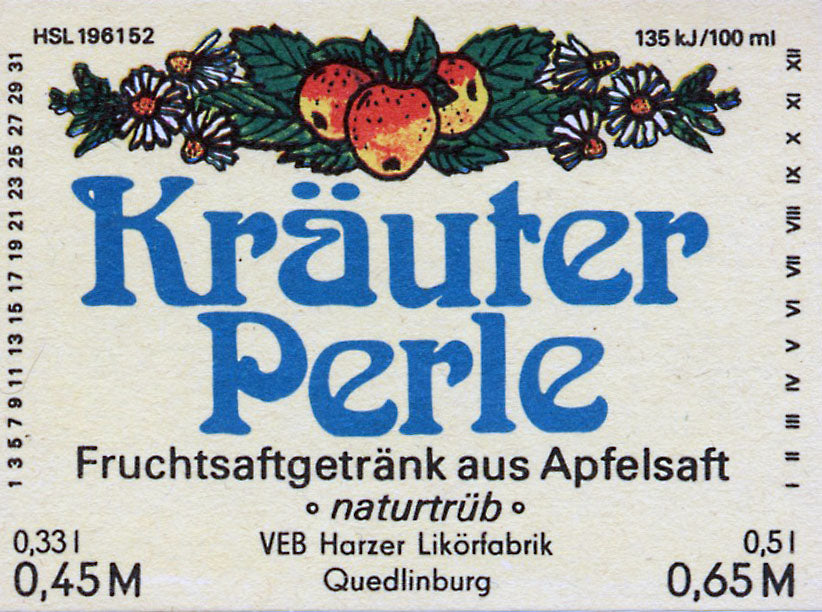 HSL 196152
135 kJ/100 ml
1 3 5 7 9 11 13 15 17 19 21 23 25 27 29 31
I II III IV V VI VII VIII IX X XI XII
Kräuter
Perle
Fruchtsaftgetränk aus Apfelsaft
∘ naturtrüb ∘
0,33 l
VEB Harzer Likörfabrik
0,5 l
0,45 M
Quedlinburg
0,65 M